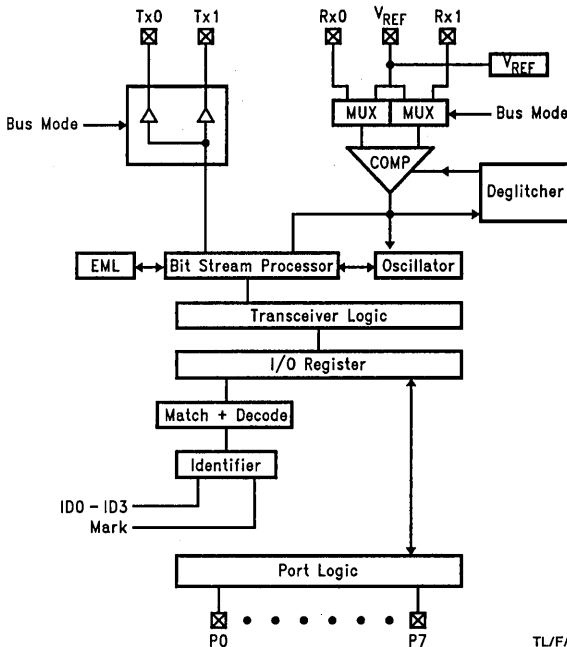 Tx0 Tx1 Rx0 VREF Rx1
VREF
Bus Mode
MUX MUX
Bus Mode
COMP
Deglitcher
EML
Bit Stream Processor
Oscillator
Transceiver Logic
I/O Register
Match + Decode
Identifier
ID0 - ID3
Mark
Port Logic
P0 P7
TL/F/